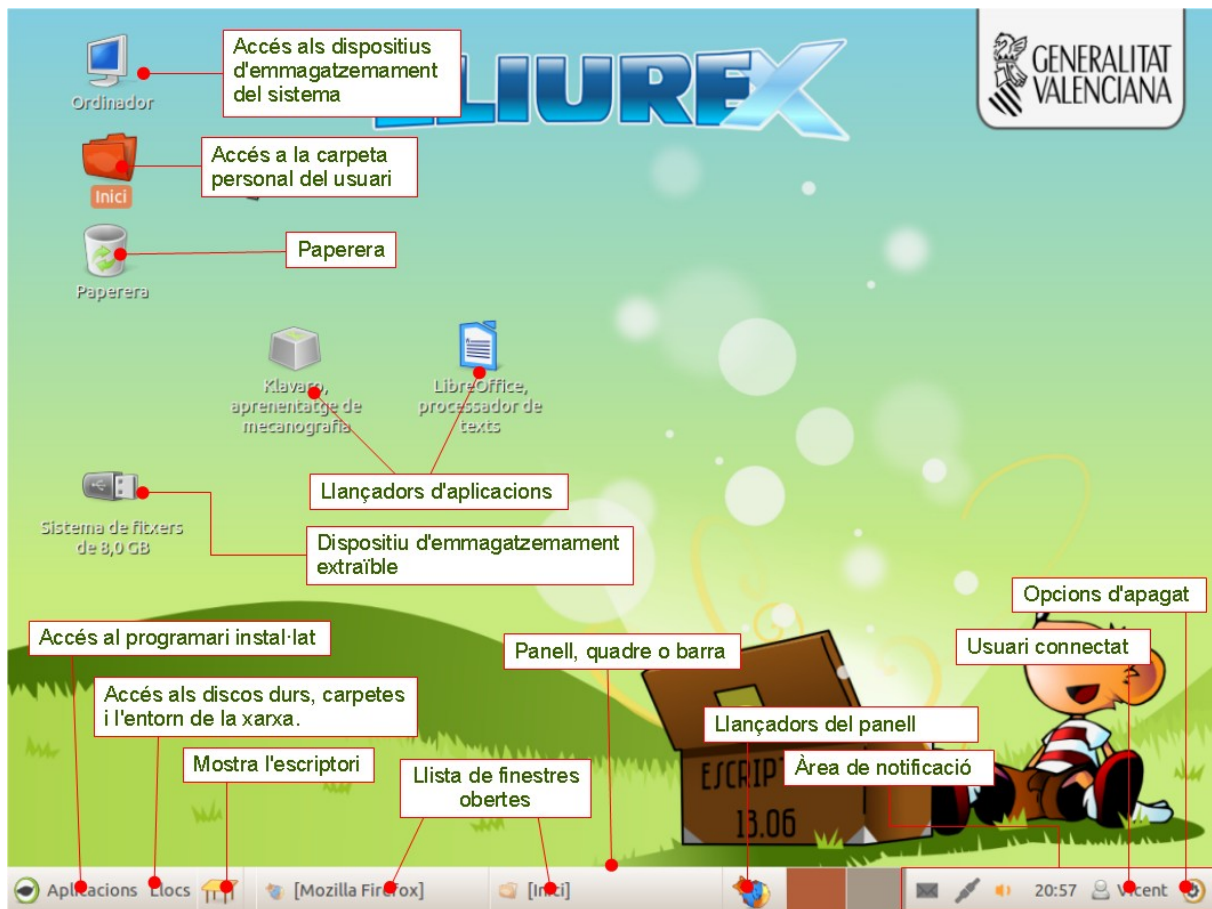 Ordinador
Accés als dispositius
d'emmagatzemament
del sistema
LLIUREX
GENERALITAT
VALENCIANA
Inici
Accés a la carpeta
personal del usuari
Paperera
Paperera
Klavaro,
aprenentatge de
mecanografia
LibreOffice,
processador de
texts
Llançadors d'aplicacions
Sistema de fitxers
de 8,0 GB
Dispositiu d'emmagatzemament
extraïble
Opcions d'apagat
Accés al programari instal·lat
Panell, quadre o barra
Usuari connectat
Accés als discos durs, carpetes
i l'entorn de la xarxa.
Llançadors del panell
Mostra l'escriptori
Llista de finestres
obertes
Àrea de notificació
13.06
Aplicacions
Llocs
[Mozilla Firefox]
[Inici]
20:57
Vicent